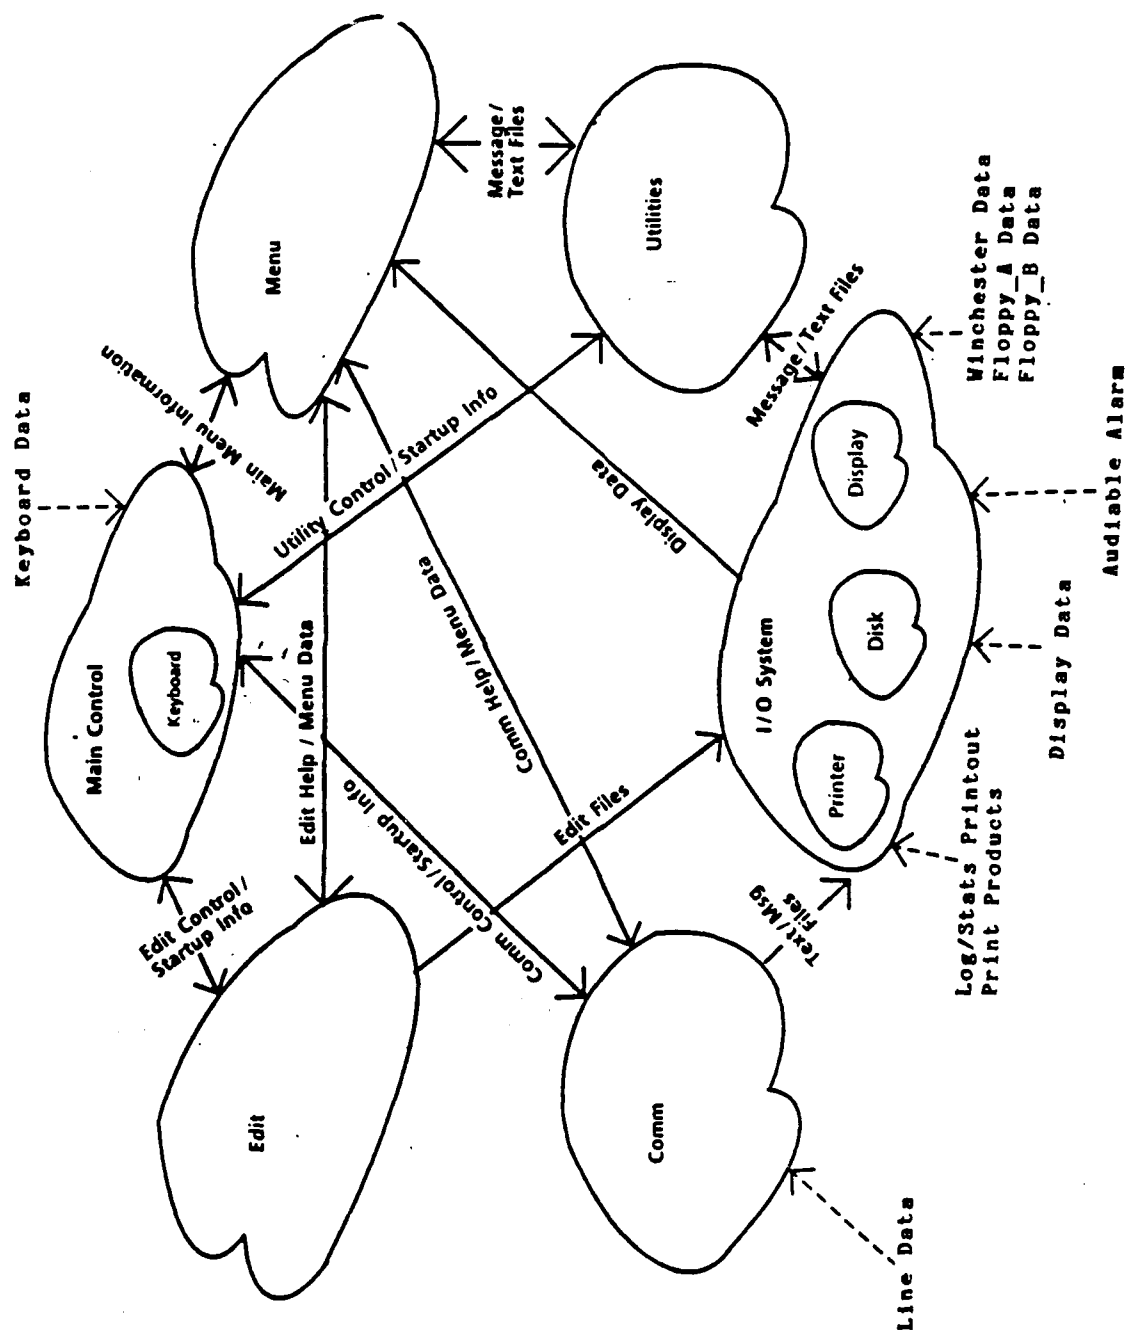 Keyboard Data
Main Control
Keyboard
Edit Control /
Startup Info
Main Menu Information
Edit
Menu
Edit Help / Menu Data
Utility Control / Startup Info
Comm Control / Startup Info
Comm Help / Menu Data
Message /
Text Files
Edit Files
Display Data
Comm
Utilities
Text / Msg
Files
Message / Text Files
I/O System
Printer
Disk
Display
Line Data
Log/Stats Printout
Print Products
Display Data
Audiable Alarm
Winchester Data
Floppy_A Data
Floppy_B Data